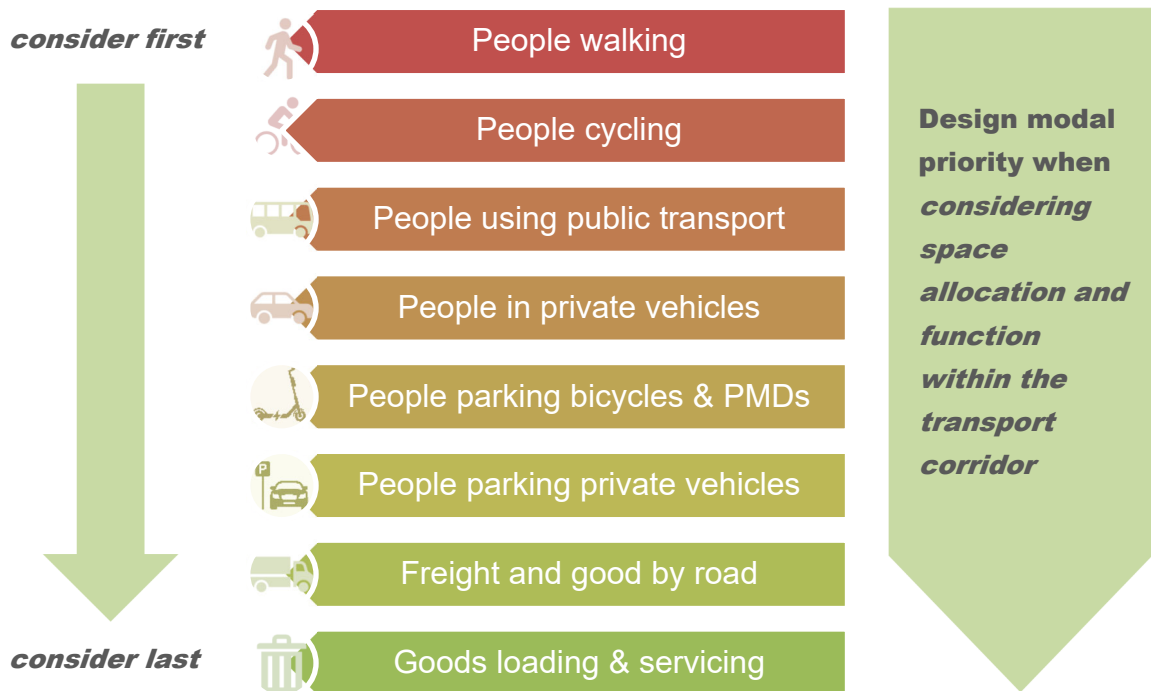 consider first
People walking
People cycling
People using public transport
People in private vehicles
People parking bicycles & PMDs
P
People parking private vehicles
Freight and good by road
Goods loading & servicing
consider last
Design modal
priority when
considering
space
allocation and
function
within the
transport
corridor